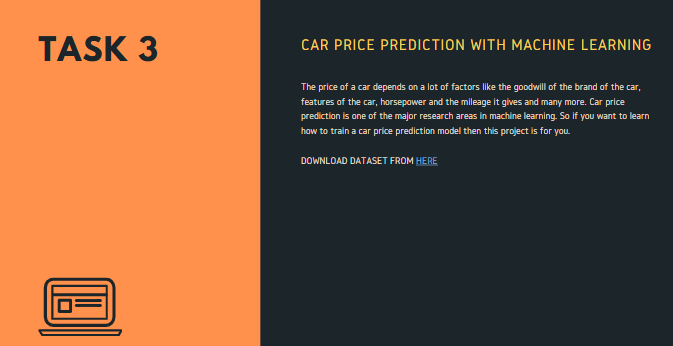 TASK 3
CAR PRICE PREDICTION WITH MACHINE LEARNING
The price of a car depends on a lot of factors like the goodwill of the brand of the car,
features of the car, horsepower and the mileage it gives and many more. Car price
prediction is one of the major research areas in machine learning. So if you want to learn
how to train a car price prediction model then this project is for you.
DOWNLOAD DATASET FROM HERE